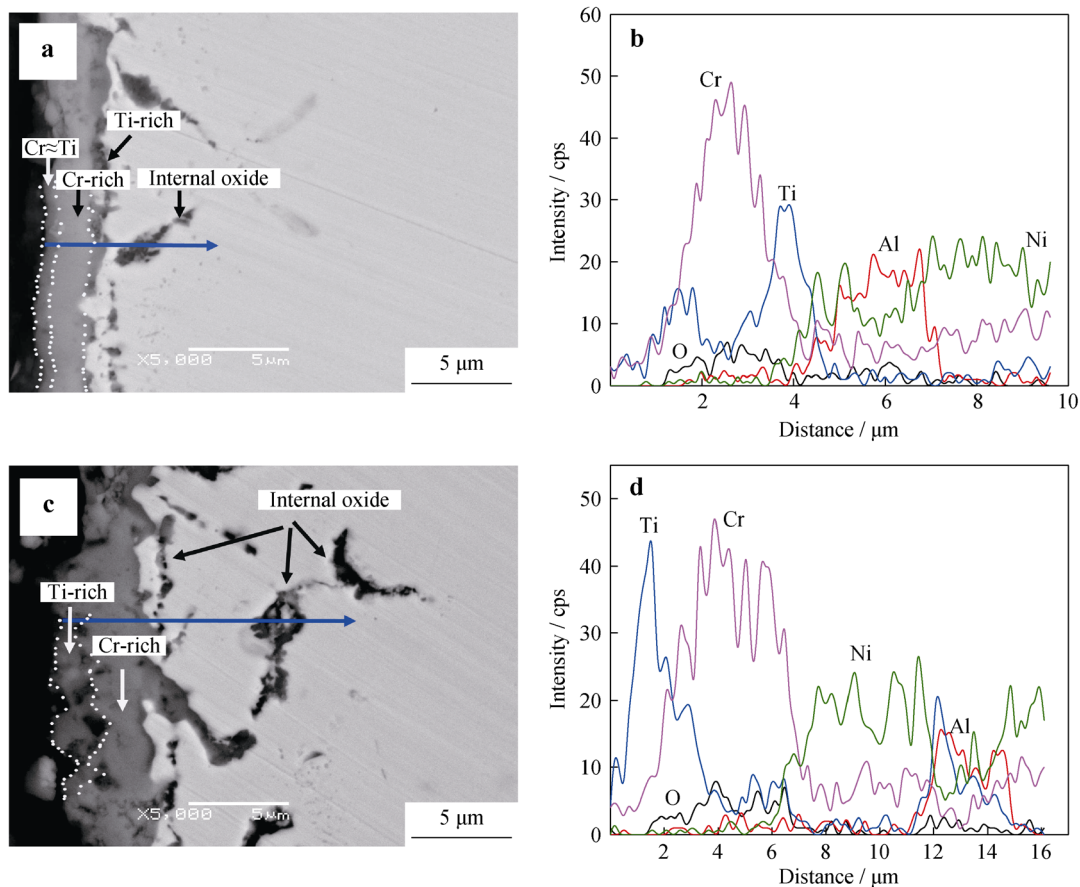 a
Ti-rich
Cr≈Ti
Cr-rich
Internal oxide
X5,000 5μm
5 μm
b
60
50
40
30
20
10
0
Intensity / cps
Cr
Ti
Al
Ni
O
2 4 6 8 10
Distance / μm
c
Internal oxide
Ti-rich
Cr-rich
X5,000 5μm
5 μm
d
50
40
30
20
10
0
Intensity / cps
Ti
Cr
Ni
Al
O
2 4 6 8 10 12 14 16
Distance / μm